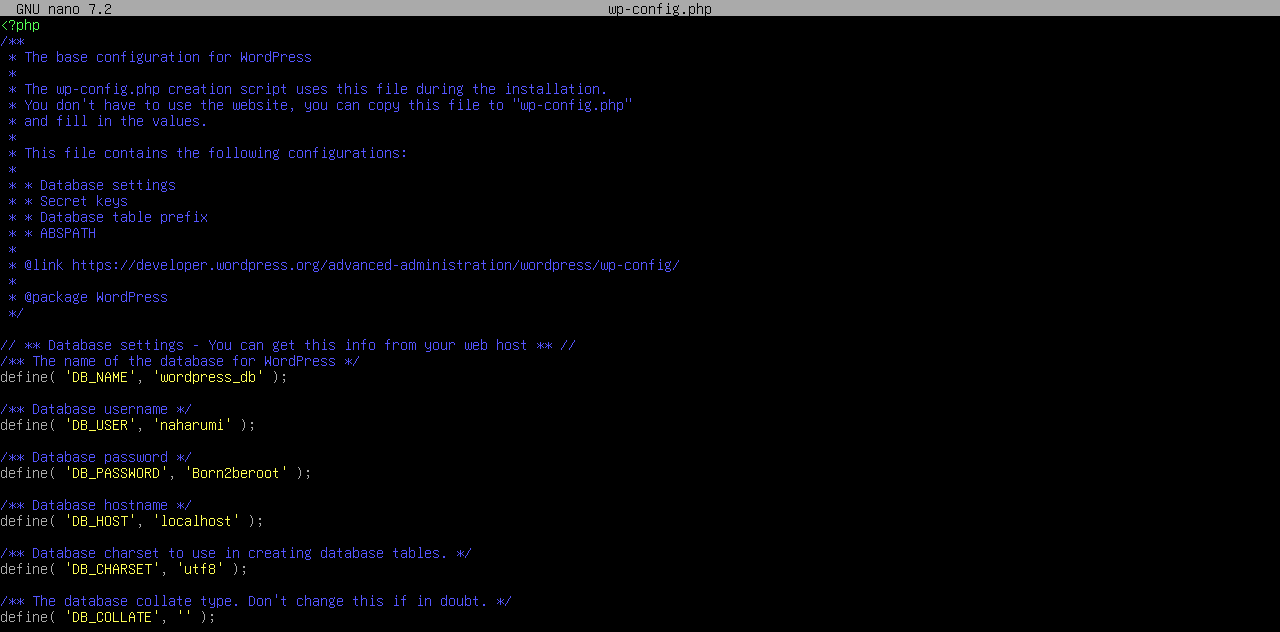 GNU nano 7.2 wp-config.php
<?php
/**
 * The base configuration for WordPress
 *
 * The wp-config.php creation script uses this file during the installation.
 * You don't have to use the website, you can copy this file to "wp-config.php"
 * and fill in the values.
 *
 * This file contains the following configurations:
 *
 * * Database settings
 * * Secret keys
 * * Database table prefix
 * * ABSPATH
 *
 * @link https://developer.wordpress.org/advanced-administration/wordpress/wp-config/
 *
 * @package WordPress
 */
// ** Database settings - You can get this info from your web host ** //
/** The name of the database for WordPress */
define( 'DB_NAME', 'wordpress_db' );
/** Database username */
define( 'DB_USER', 'naharumi' );
/** Database password */
define( 'DB_PASSWORD', 'Born2beroot' );
/** Database hostname */
define( 'DB_HOST', 'localhost' );
/** Database charset to use in creating database tables. */
define( 'DB_CHARSET', 'utf8' );
/** The database collate type. Don't change this if in doubt. */
define( 'DB_COLLATE', '' );